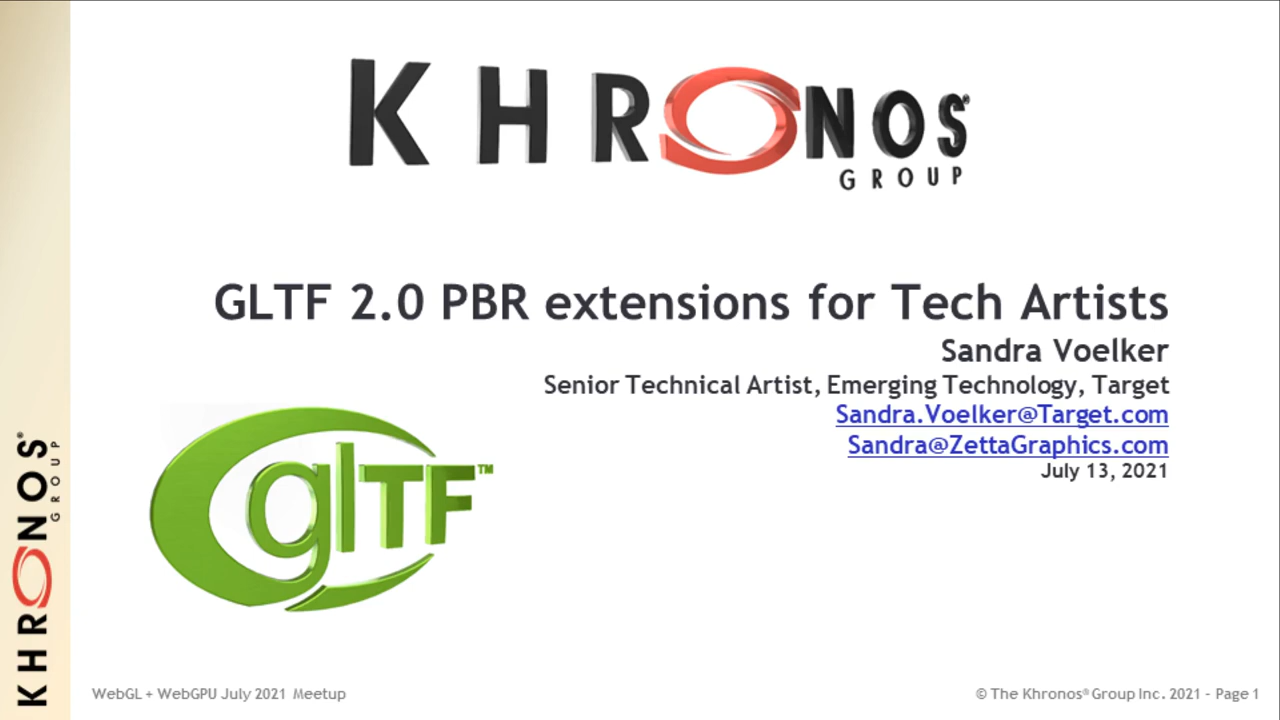 KHRONOS®
GROUP
GLTF 2.0 PBR extensions for Tech Artists
Sandra Voelker
Senior Technical Artist, Emerging Technology, Target
Sandra.Voelker@Target.com
Sandra@ZettaGraphics.com
July 13, 2021
glTF™
KHRONOS®
GROUP
WebGL + WebGPU July 2021 Meetup
© The Khronos® Group Inc. 2021 - Page 1